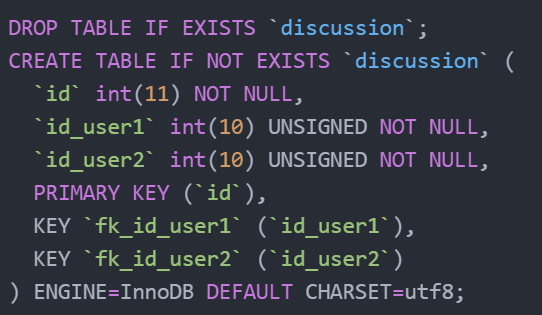 DROP TABLE IF EXISTS `discussion`;
CREATE TABLE IF NOT EXISTS `discussion` (
  `id` int(11) NOT NULL,
  `id_user1` int(10) UNSIGNED NOT NULL,
  `id_user2` int(10) UNSIGNED NOT NULL,
  PRIMARY KEY (`id`),
  KEY `fk_id_user1` (`id_user1`),
  KEY `fk_id_user2` (`id_user2`)
) ENGINE=InnoDB DEFAULT CHARSET=utf8;